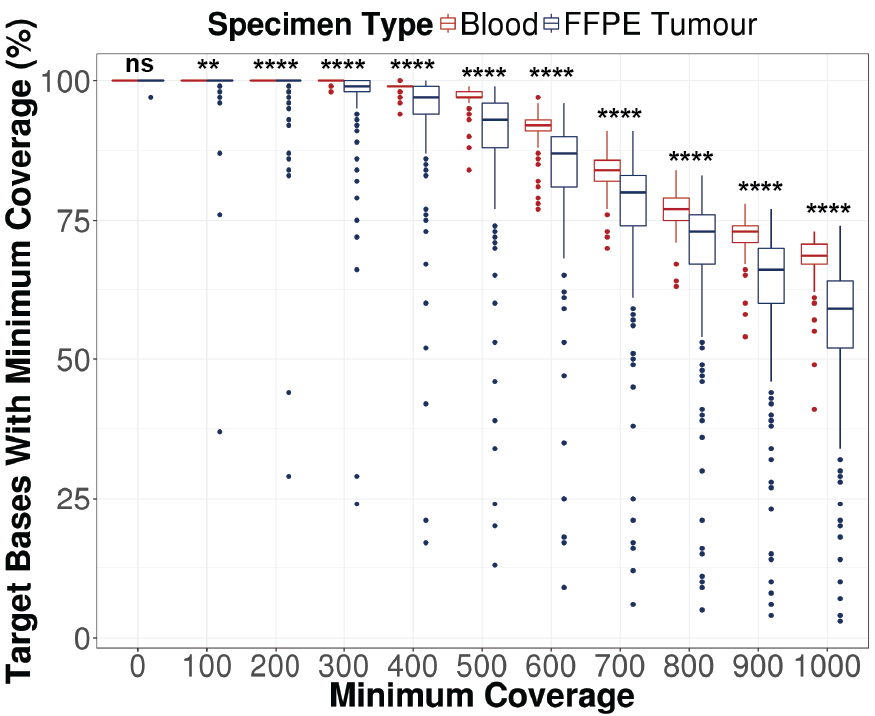 Specimen Type Blood FFPE Tumour
Target Bases With Minimum Coverage (%)
ns ** **** **** **** **** **** **** **** **** ****
100
75
50
25
0
0 100 200 300 400 500 600 700 800 900 1000
Minimum Coverage